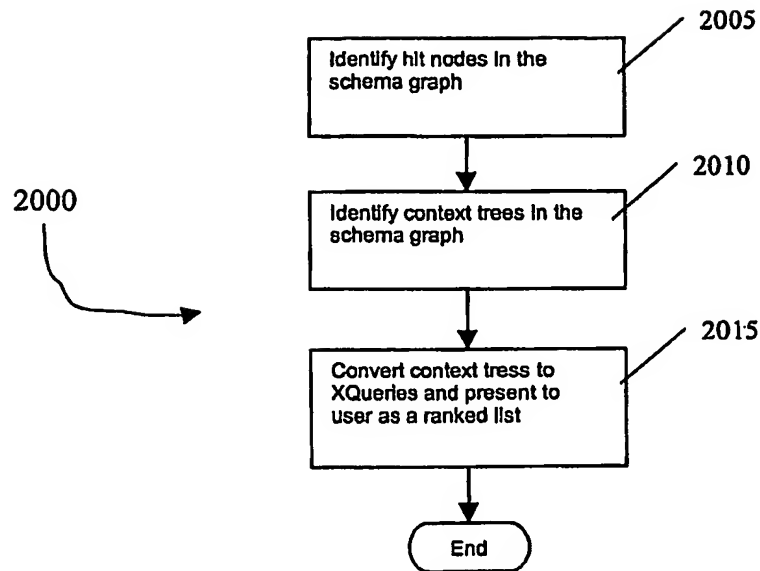 2005
Identify hit nodes in the
schema graph
2010
2000
Identify context trees in the
schema graph
2015
Convert context tress to
XQueries and present to
user as a ranked list
End